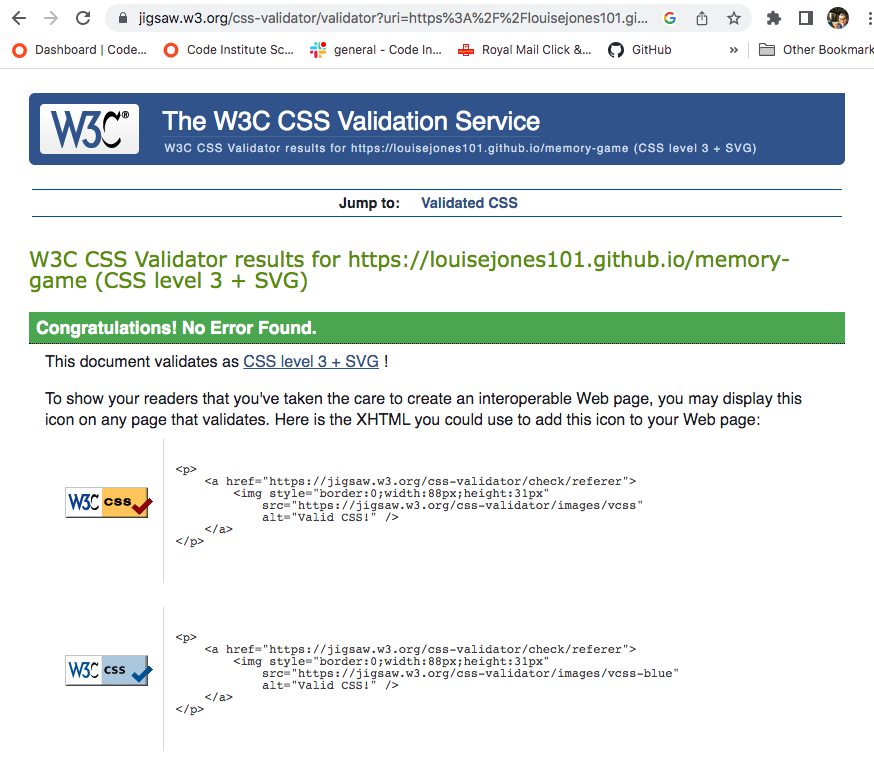 jigsaw.w3.org/css-validator/validator?uri=https%3A%2F%2Flouisejones101.gi...
Dashboard | Code... Code Institute Sc... general - Code In... Royal Mail Click &... GitHub » Other Bookmark
W3C® The W3C CSS Validation Service
W3C CSS Validator results for https://louisejones101.github.io/memory-game (CSS level 3 + SVG)
Jump to: Validated CSS
W3C CSS Validator results for https://louisejones101.github.io/memory-
game (CSS level 3 + SVG)
Congratulations! No Error Found.
This document validates as CSS level 3 + SVG !
To show your readers that you've taken the care to create an interoperable Web page, you may display this
icon on any page that validates. Here is the XHTML you could use to add this icon to your Web page:
<p>
<a href="https://jigsaw.w3.org/css-validator/check/referer">
<img style="border:0;width:88px;height:31px"
W3C css
src="https://jigsaw.w3.org/css-validator/images/vcss"
alt="Valid CSS!" />
</a>
</p>
<p>
<a href="https://jigsaw.w3.org/css-validator/check/referer">
<img style="border:0;width:88px;height:31px"
W3C css
src="https://jigsaw.w3.org/css-validator/images/vcss-blue"
alt="Valid CSS!" />
</a>
</p>